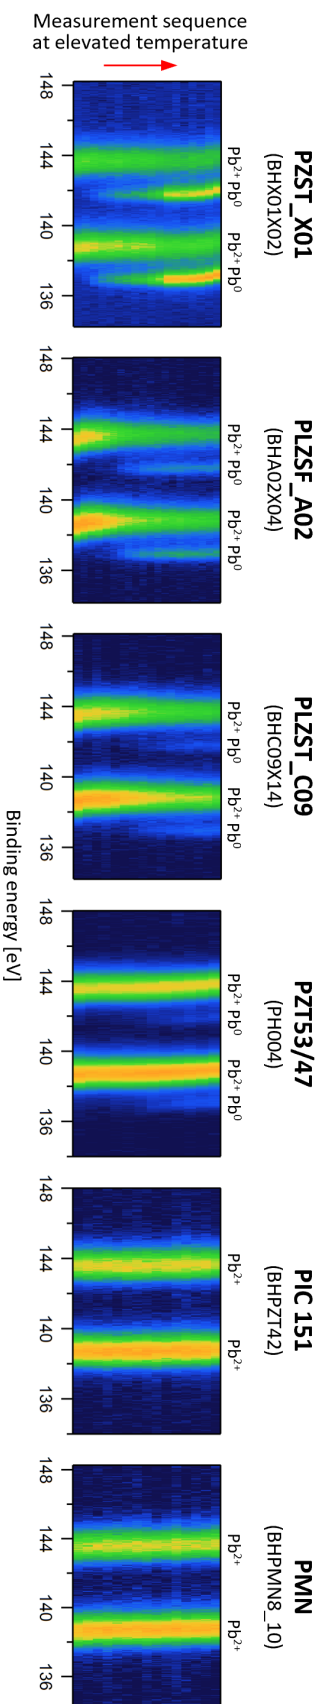 Measurement sequence
at elevated temperature
PZST_X01
(BHX01X02)
Pb2+ Pb0 Pb2+ Pb0
148 144 140 136
PLZSF_A02
(BHA02X04)
Pb2+ Pb0 Pb2+ Pb0
148 144 140 136
PLZST_C09
(BHC09X14)
Pb2+ Pb0 Pb2+ Pb0
148 144 140 136
PZT53/47
(PH004)
Pb2+ Pb0 Pb2+ Pb0
148 144 140 136
PIC 151
(BHPZT42)
Pb2+ Pb2+
148 144 140 136
PMN
(BHPMN8_10)
Pb2+ Pb2+
148 144 140 136
Binding energy [eV]